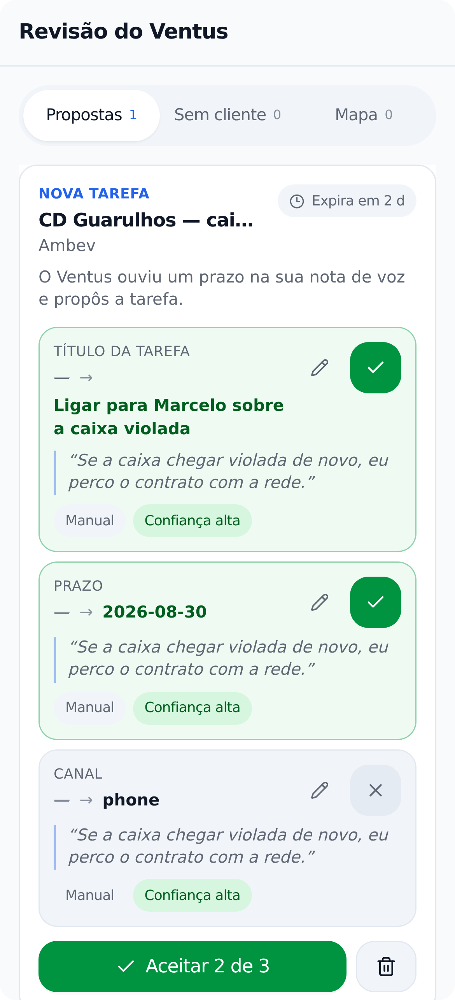 Revisão do Ventus
Propostas 1 Sem cliente 0 Mapa 0
NOVA TAREFA
Expira em 2 d
CD Guarulhos — cai…
Ambev
O Ventus ouviu um prazo na sua nota de voz
e propôs a tarefa.
TÍTULO DA TAREFA
— →
Ligar para Marcelo sobre
a caixa violada
“Se a caixa chegar violada de novo, eu
perco o contrato com a rede.”
Manual Confiança alta
PRAZO
— → 2026-08-30
“Se a caixa chegar violada de novo, eu
perco o contrato com a rede.”
Manual Confiança alta
CANAL
— → phone
“Se a caixa chegar violada de novo, eu
perco o contrato com a rede.”
Manual Confiança alta
Aceitar 2 de 3